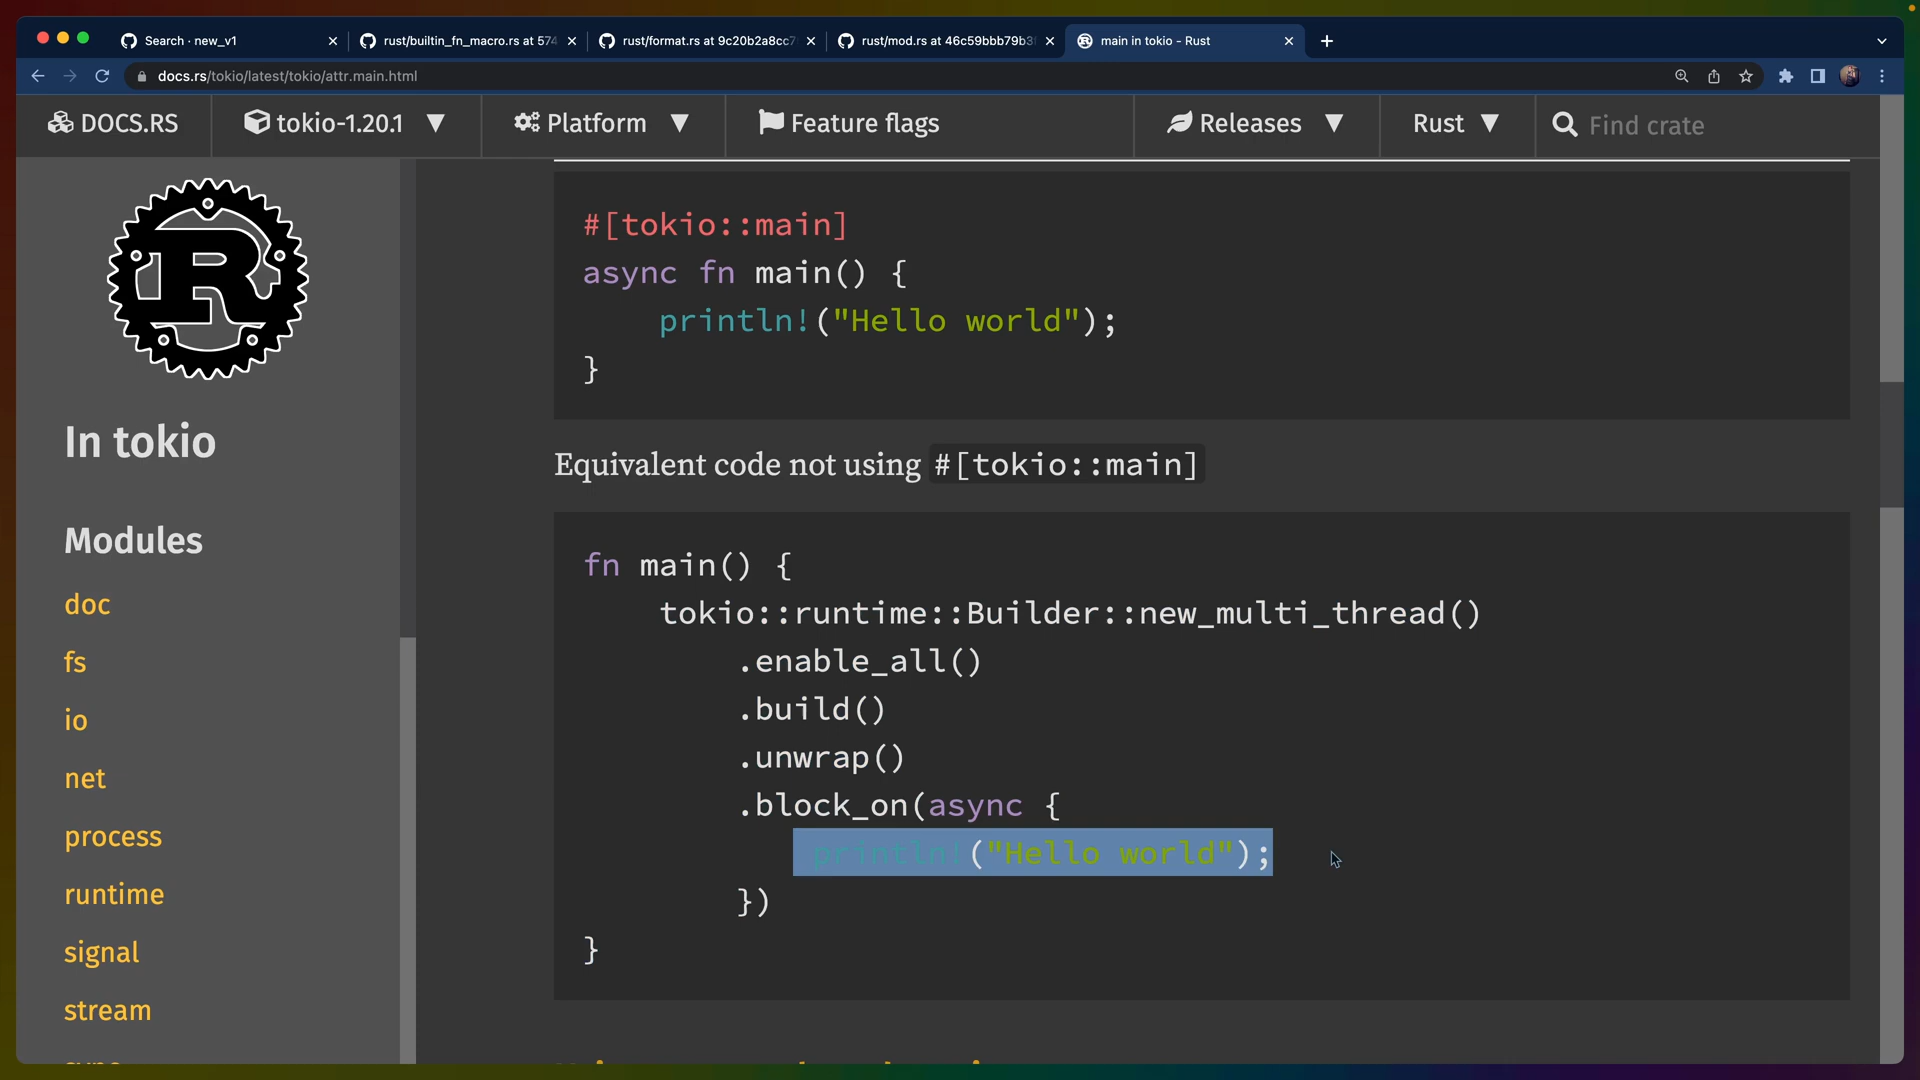 Search · new_v1
rust/builtin_fn_macro.rs at 574
rust/format.rs at 9c20b2a8cc7
rust/mod.rs at 46c59bbb79b3
main in tokio - Rust
docs.rs/tokio/latest/tokio/attr.main.html
DOCS.RS
tokio-1.20.1
Platform
Feature flags
Releases
Rust
Find crate
In tokio
Modules
doc
fs
io
net
process
runtime
signal
stream
#[tokio::main]
async fn main() {
    println!("Hello world");
}
Equivalent code not using #[tokio::main]
fn main() {
    tokio::runtime::Builder::new_multi_thread()
        .enable_all()
        .build()
        .unwrap()
        .block_on(async {
            println!("Hello world");
        })
}